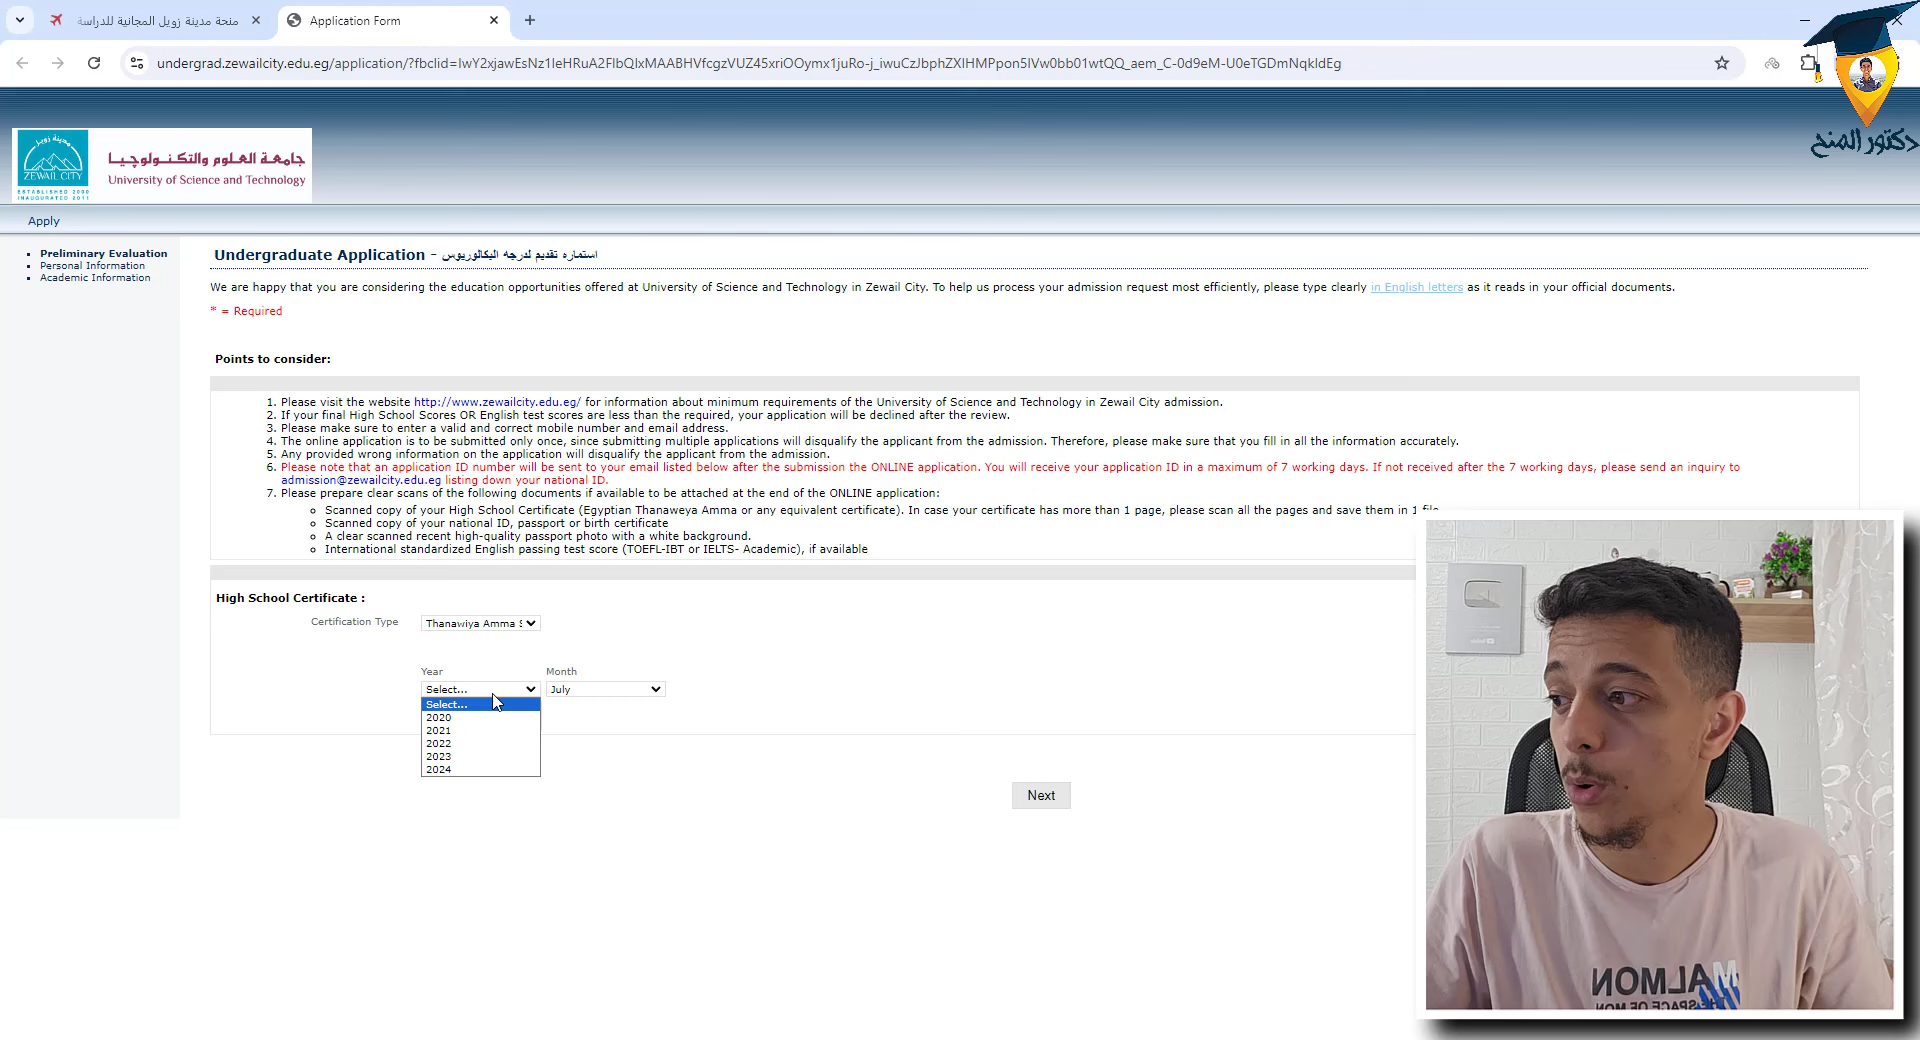 منحة مدينة زويل المجانية للدراسة
Application Form
undergrad.zewailcity.edu.eg/application/?fbclid=IwY2xjawEsNz1leHRuA2FlbQIxMAABHVfcgzVUZ45xriOOymx1juRo-j_iwuCzJbphZXIHMPpon5IVw0bb01wtQQ_aem_C-0d9eM-U0eTGDmNqkIdEg
دكتور المنح
مدينة زويل
ZEWAIL CITY
ESTABLISHED 2000
INAUGURATED 2011
جامعة العلوم والتكنولوچيا
University of Science and Technology
Apply
Preliminary Evaluation
Personal Information
Academic Information
Undergraduate Application - استماره تقديم لدرجه البكالوريوس
We are happy that you are considering the education opportunities offered at University of Science and Technology in Zewail City. To help us process your admission request most efficiently, please type clearly in English letters as it reads in your official documents.
* = Required
Points to consider:
1. Please visit the website http://www.zewailcity.edu.eg/ for information about minimum requirements of the University of Science and Technology in Zewail City admission.
2. If your final High School Scores OR English test scores are less than the required, your application will be declined after the review.
3. Please make sure to enter a valid and correct mobile number and email address.
4. The online application is to be submitted only once, since submitting multiple applications will disqualify the applicant from the admission. Therefore, please make sure that you fill in all the information accurately.
5. Any provided wrong information on the application will disqualify the applicant from the admission.
6. Please note that an application ID number will be sent to your email listed below after the submission the ONLINE application. You will receive your application ID in a maximum of 7 working days. If not received after the 7 working days, please send an inquiry to
admission@zewailcity.edu.eg listing down your national ID.
7. Please prepare clear scans of the following documents if available to be attached at the end of the ONLINE application:
Scanned copy of your High School Certificate (Egyptian Thanaweya Amma or any equivalent certificate). In case your certificate has more than 1 page, please scan all the pages and save them in 1 file.
Scanned copy of your national ID, passport or birth certificate
A clear scanned recent high-quality passport photo with a white background.
International standardized English passing test score (TOEFL-IBT or IELTS- Academic), if available
High School Certificate :
Certification Type
Thanawiya Amma S
Year
Month
Select...
July
Select...
2020
2021
2022
2023
2024
Next
MALMON
THE SPACE OF MON